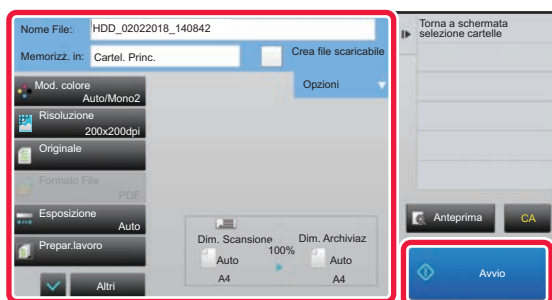 Nome File:
HDD_02022018_140842
Memorizz. in:
Cartel. Princ.
Crea file scaricabile
Opzioni
Mod. colore
Auto/Mono2
Risoluzione
200x200dpi
Originale
Formato File
PDF
Esposizione
Auto
Prepar.lavoro
Altri
Dim. Scansione
Auto
A4
100%
Dim. Archiviaz
Auto
A4
Torna a schermata
selezione cartelle
Anteprima
CA
Avvio